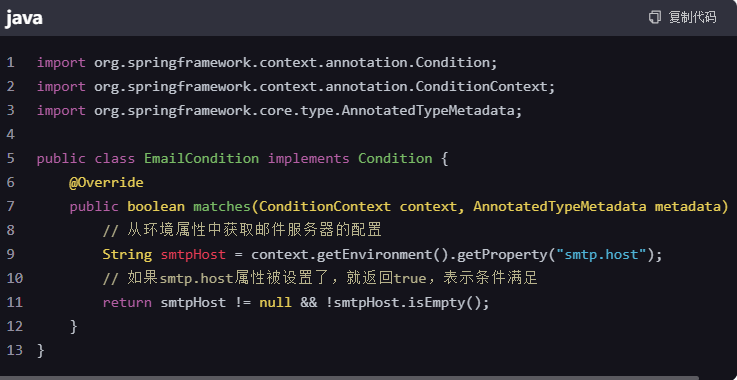 java
复制代码
1 import org.springframework.context.annotation.Condition;
2 import org.springframework.context.annotation.ConditionContext;
3 import org.springframework.core.type.AnnotatedTypeMetadata;
4
5 public class EmailCondition implements Condition {
6     @Override
7     public boolean matches(ConditionContext context, AnnotatedTypeMetadata metadata)
8         // 从环境属性中获取邮件服务器的配置
9         String smtpHost = context.getEnvironment().getProperty("smtp.host");
10         // 如果smtp.host属性被设置了，就返回true，表示条件满足
11         return smtpHost != null && !smtpHost.isEmpty();
12     }
13 }